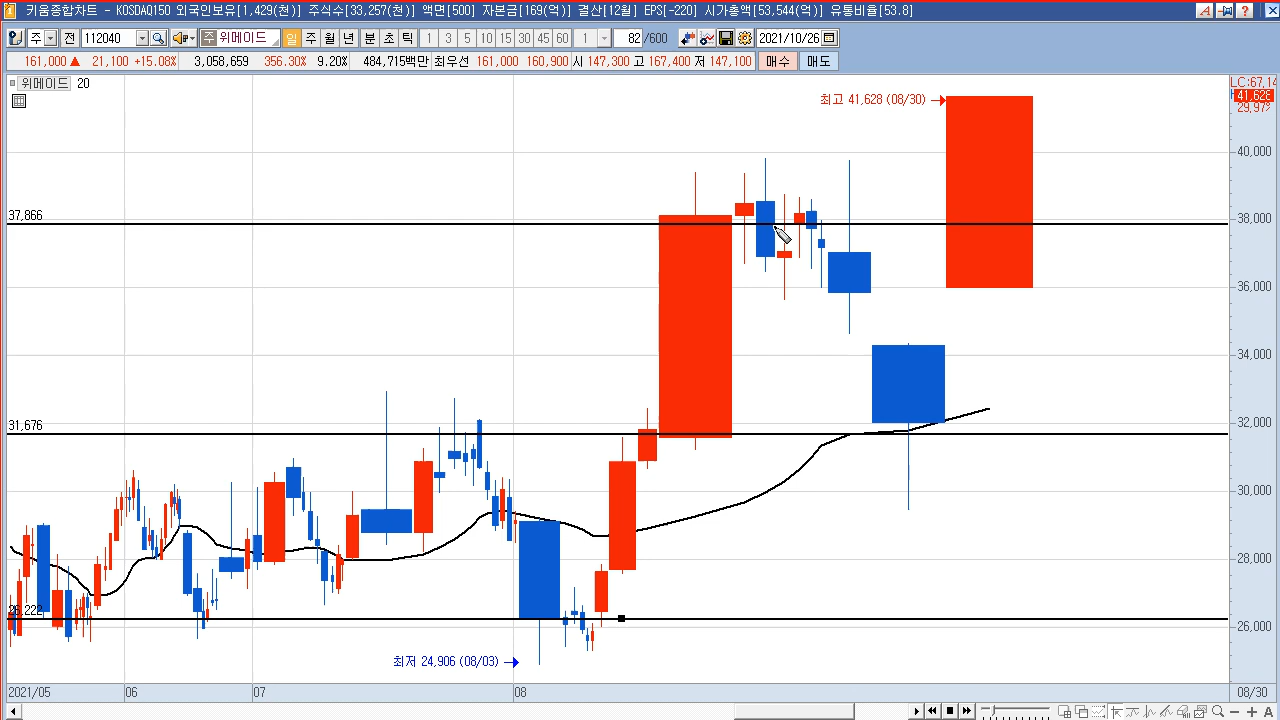 키움종합차트 - KOSDAQ150 외국인보유[1,429(천)] 주식수[33,257(천)] 액면[500] 자본금[169(억)] 결산[12월] EPS[-220] 시가총액[53,544(억)] 유통비율[53.8]
주 전 112040 주 위메이드 일 주 월 년 분 초 틱 1 3 5 10 15 30 45 60 1 82 /600 2021/10/26
161,000 ▲ 21,100 +15.08% 3,058,659 356.30% 9.20% 484,715백만 최우선 161,000 160,900 시 147,300 고 167,400 저 147,100 매수 매도
위메이드 20
LC:67,14
41,628
29,97%
최고 41,628 (08/30)
40,000
37,866
38,000
36,000
34,000
31,676
32,000
30,000
28,000
26,222
26,000
최저 24,906 (08/03)
2021/05 06 07 08 08/30